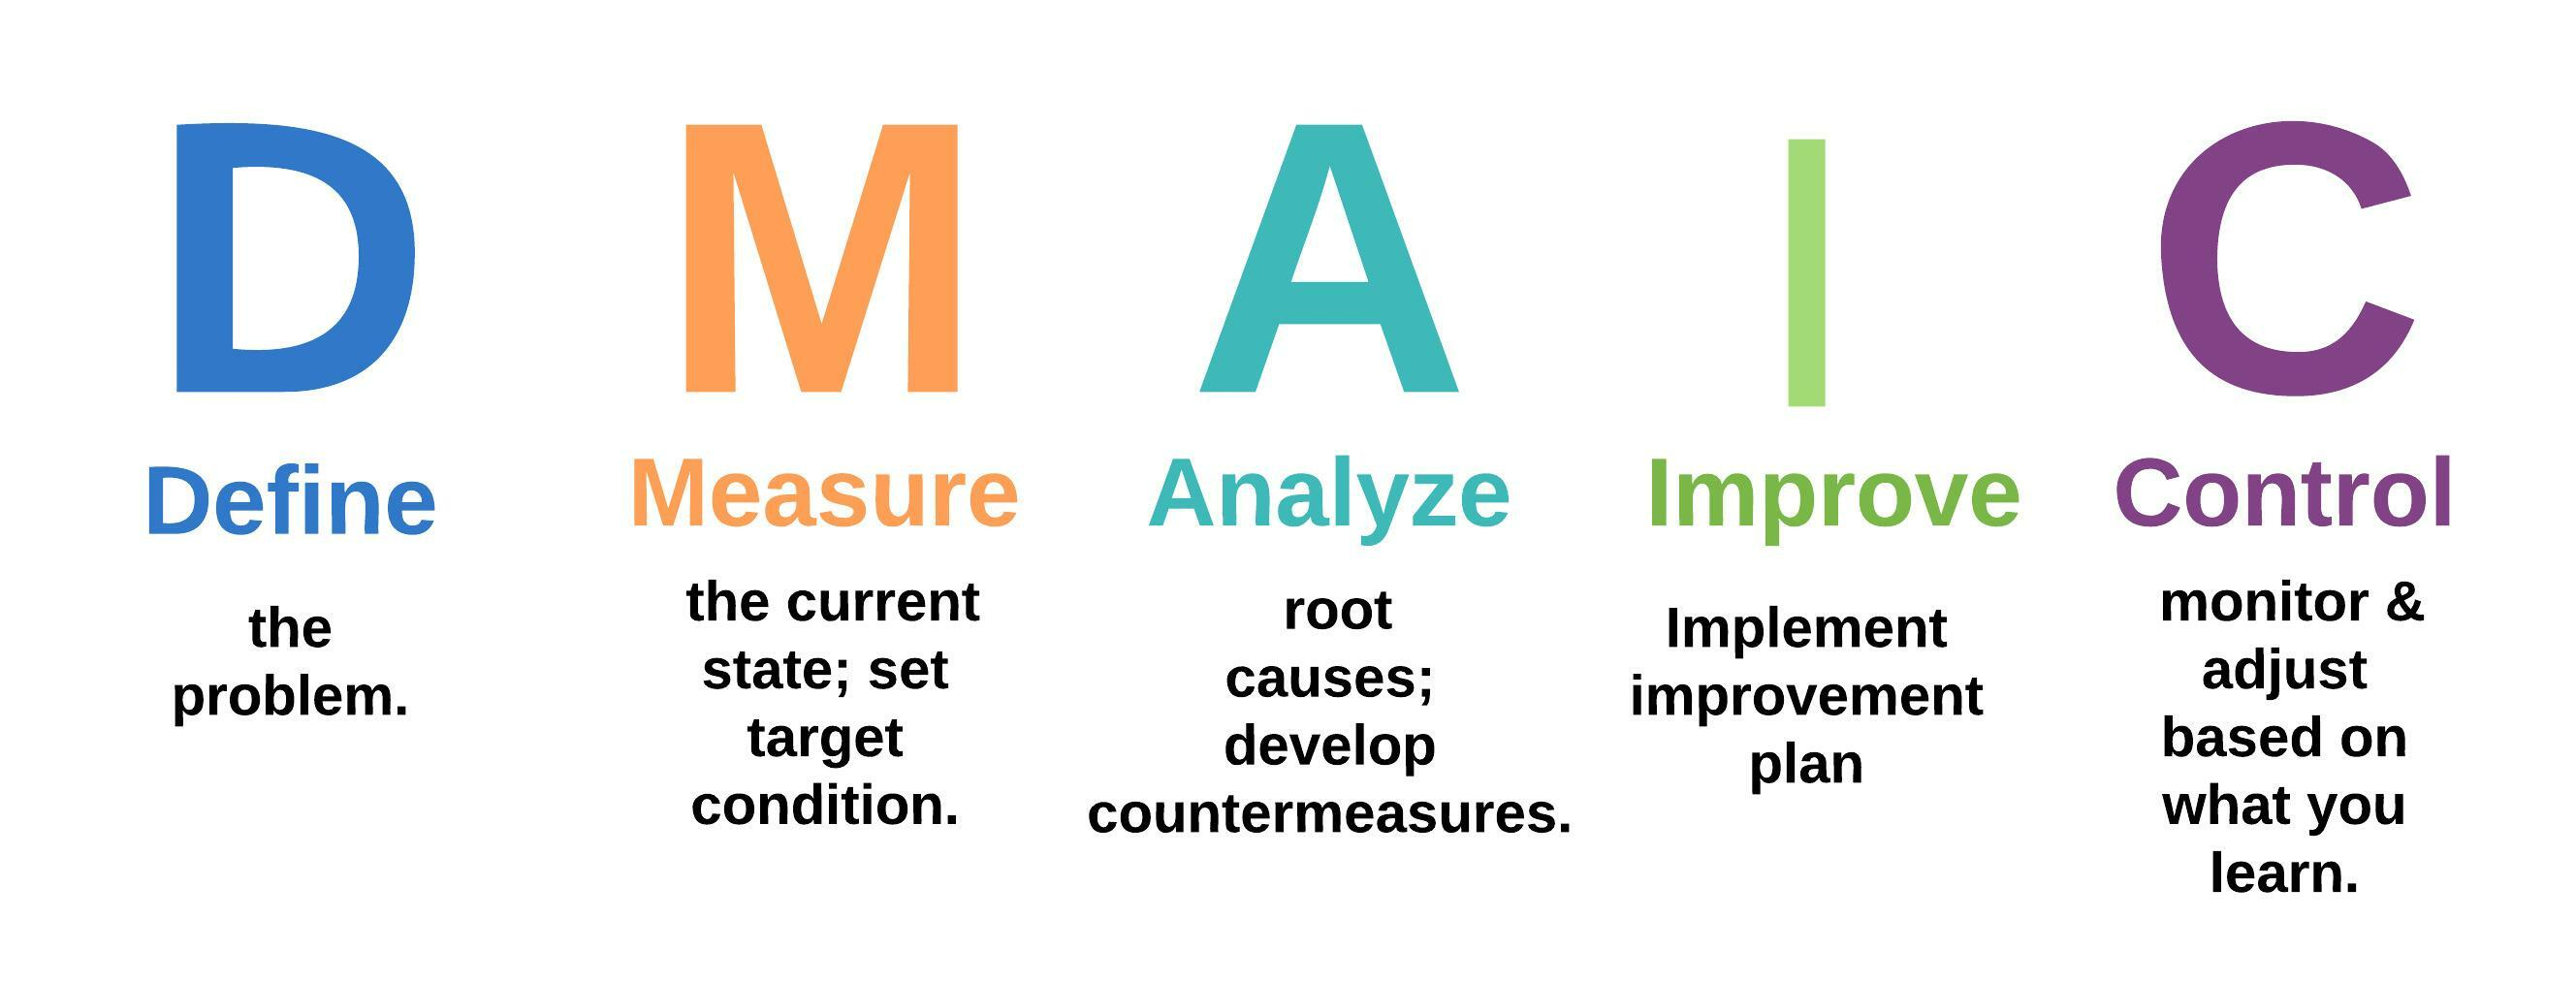 D M A I C
Define Measure Analyze Improve Control
the
problem.
the current
state; set
target
condition.
root
causes;
develop
countermeasures.
Implement
improvement
plan
monitor &
adjust
based on
what you
learn.